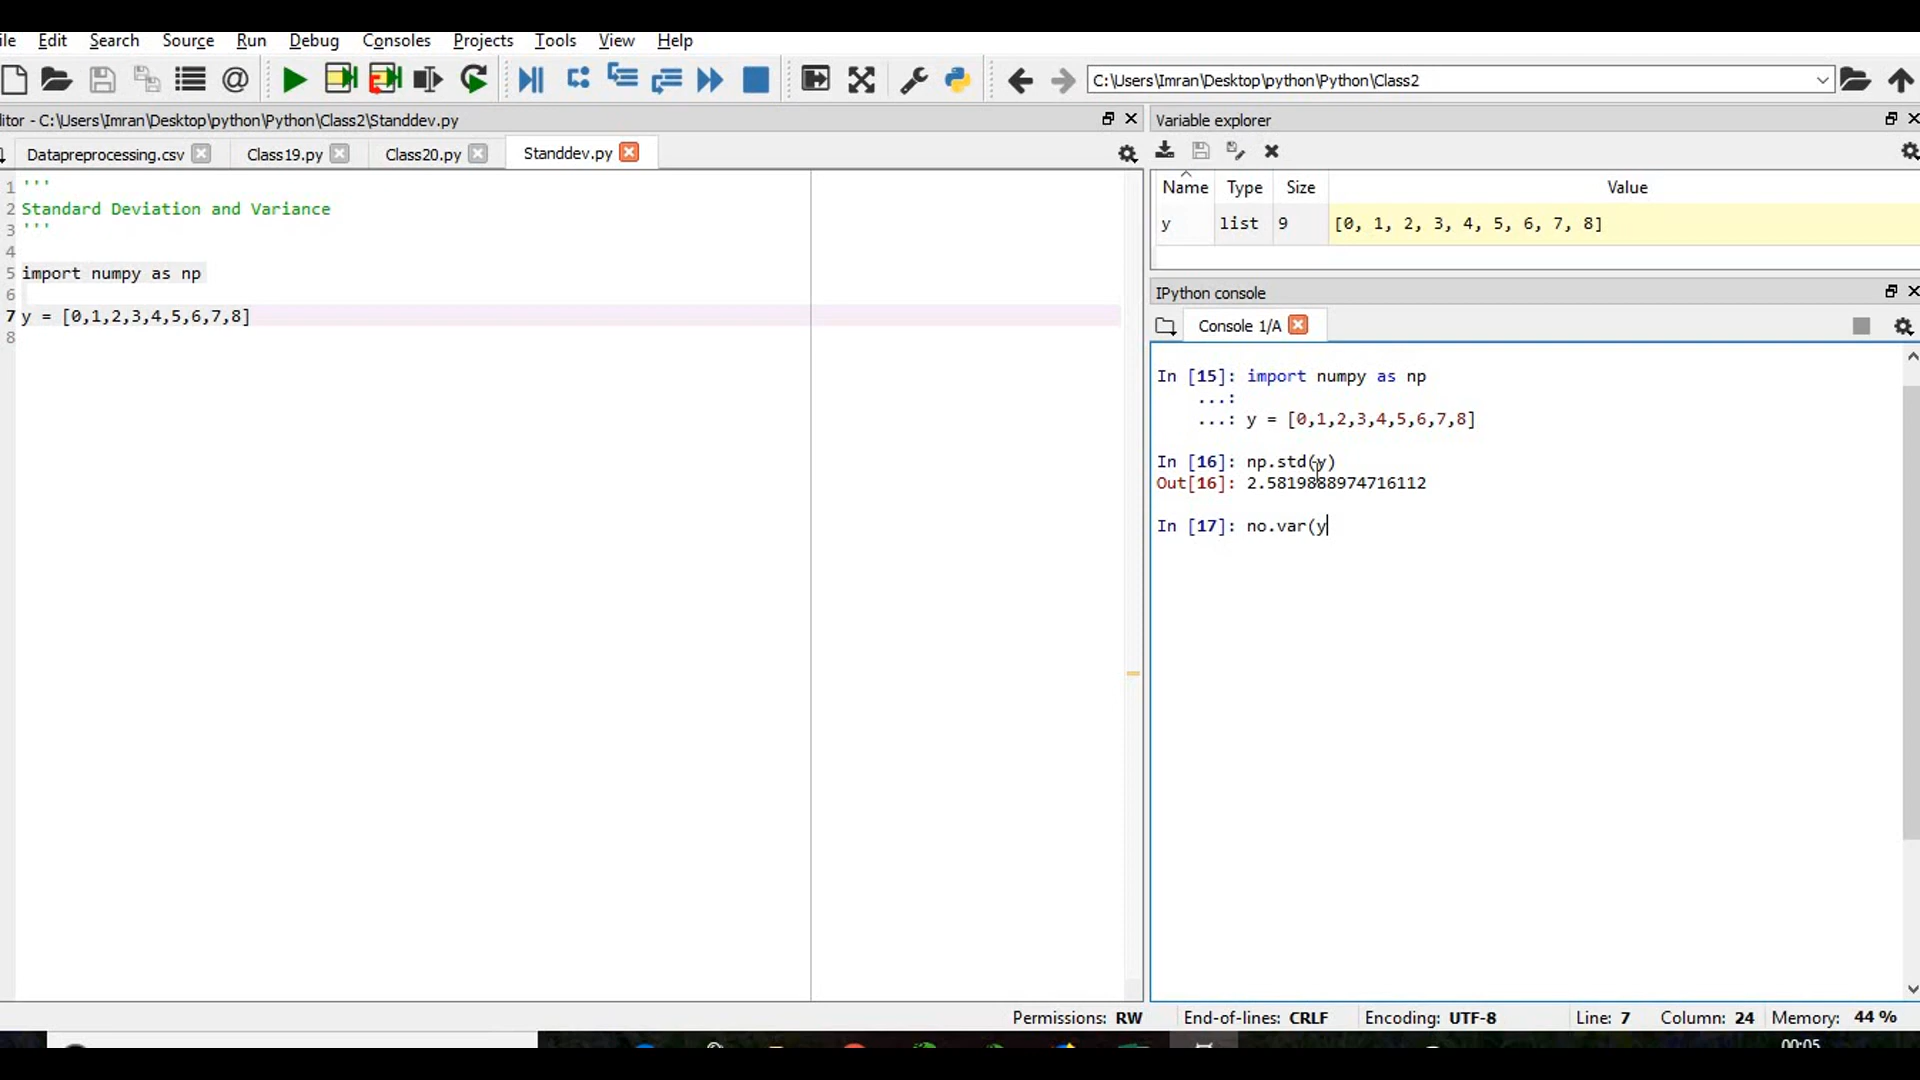 ile Edit Search Source Run Debug Consoles Projects Tools View Help
C:\Users\Imran\Desktop\python\Python\Class2
itor - C:\Users\Imran\Desktop\python\Python\Class2\Standdev.py
Datapreprocessing.csv Class19.py Class20.py Standdev.py
1 '''
2 Standard Deviation and Variance
3 '''
4
5 import numpy as np
6
7 y = [0,1,2,3,4,5,6,7,8]
8
Variable explorer
Name Type Size Value
y list 9 [0, 1, 2, 3, 4, 5, 6, 7, 8]
IPython console
Console 1/A
In [15]: import numpy as np
...:
...: y = [0,1,2,3,4,5,6,7,8]
In [16]: np.std(y)
Out[16]: 2.5819888974716112
In [17]: no.var(y
Permissions: RW End-of-lines: CRLF Encoding: UTF-8 Line: 7 Column: 24 Memory: 44 %
00:05